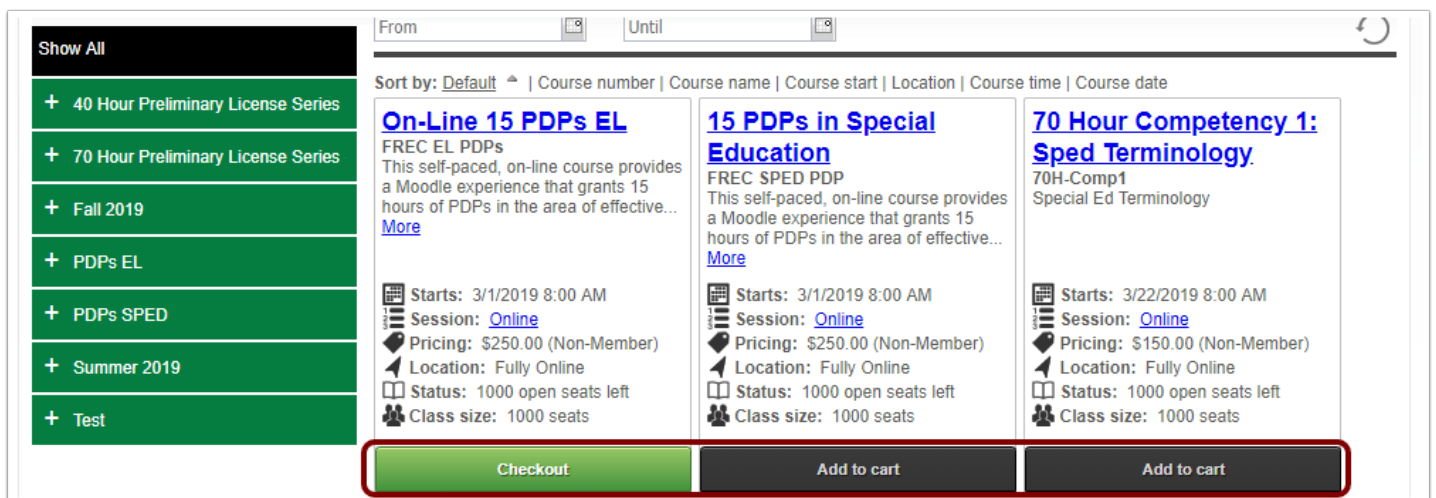 From
Until
Show All
+ 40 Hour Preliminary License Series
+ 70 Hour Preliminary License Series
+ Fall 2019
+ PDPs EL
+ PDPs SPED
+ Summer 2019
+ Test
Sort by: Default | Course number | Course name | Course start | Location | Course time | Course date
On-Line 15 PDPs EL
FREC EL PDPs
This self-paced, on-line course provides
a Moodle experience that grants 15
hours of PDPs in the area of effective...
More
Starts: 3/1/2019 8:00 AM
Session: Online
Pricing: $250.00 (Non-Member)
Location: Fully Online
Status: 1000 open seats left
Class size: 1000 seats
Checkout
15 PDPs in Special
Education
FREC SPED PDP
This self-paced, on-line course provides
a Moodle experience that grants 15
hours of PDPs in the area of effective...
More
Starts: 3/1/2019 8:00 AM
Session: Online
Pricing: $250.00 (Non-Member)
Location: Fully Online
Status: 1000 open seats left
Class size: 1000 seats
Add to cart
70 Hour Competency 1:
Sped Terminology
70H-Comp1
Special Ed Terminology
Starts: 3/22/2019 8:00 AM
Session: Online
Pricing: $150.00 (Non-Member)
Location: Fully Online
Status: 1000 open seats left
Class size: 1000 seats
Add to cart